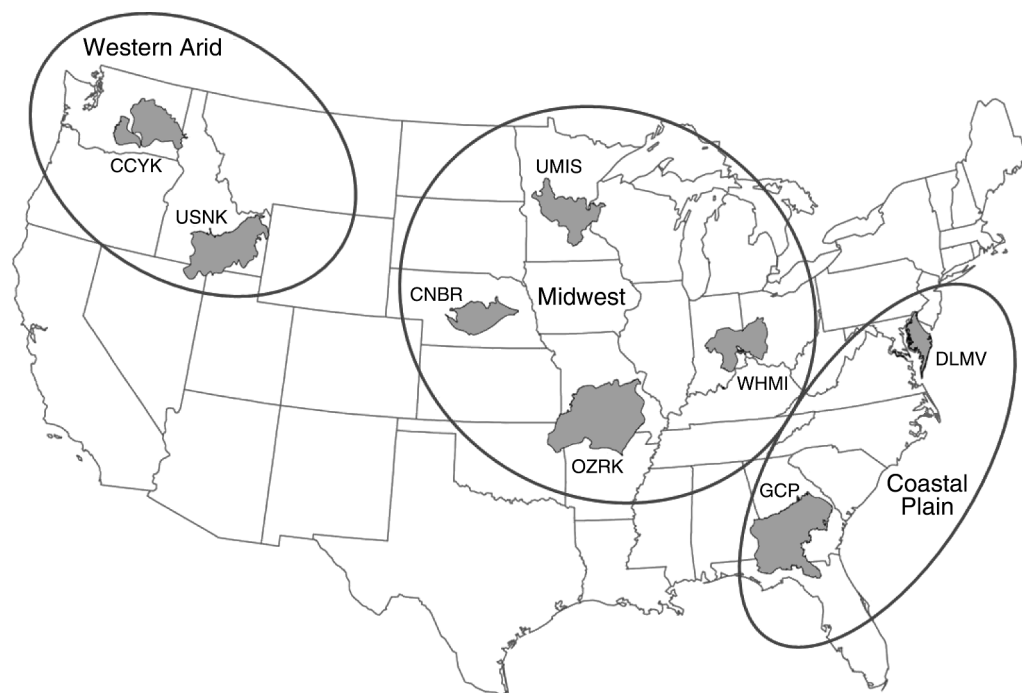 Western Arid
CCYK
USNK
UMIS
CNBR
Midwest
WHMI
OZRK
DLMV
GCP
Coastal
Plain